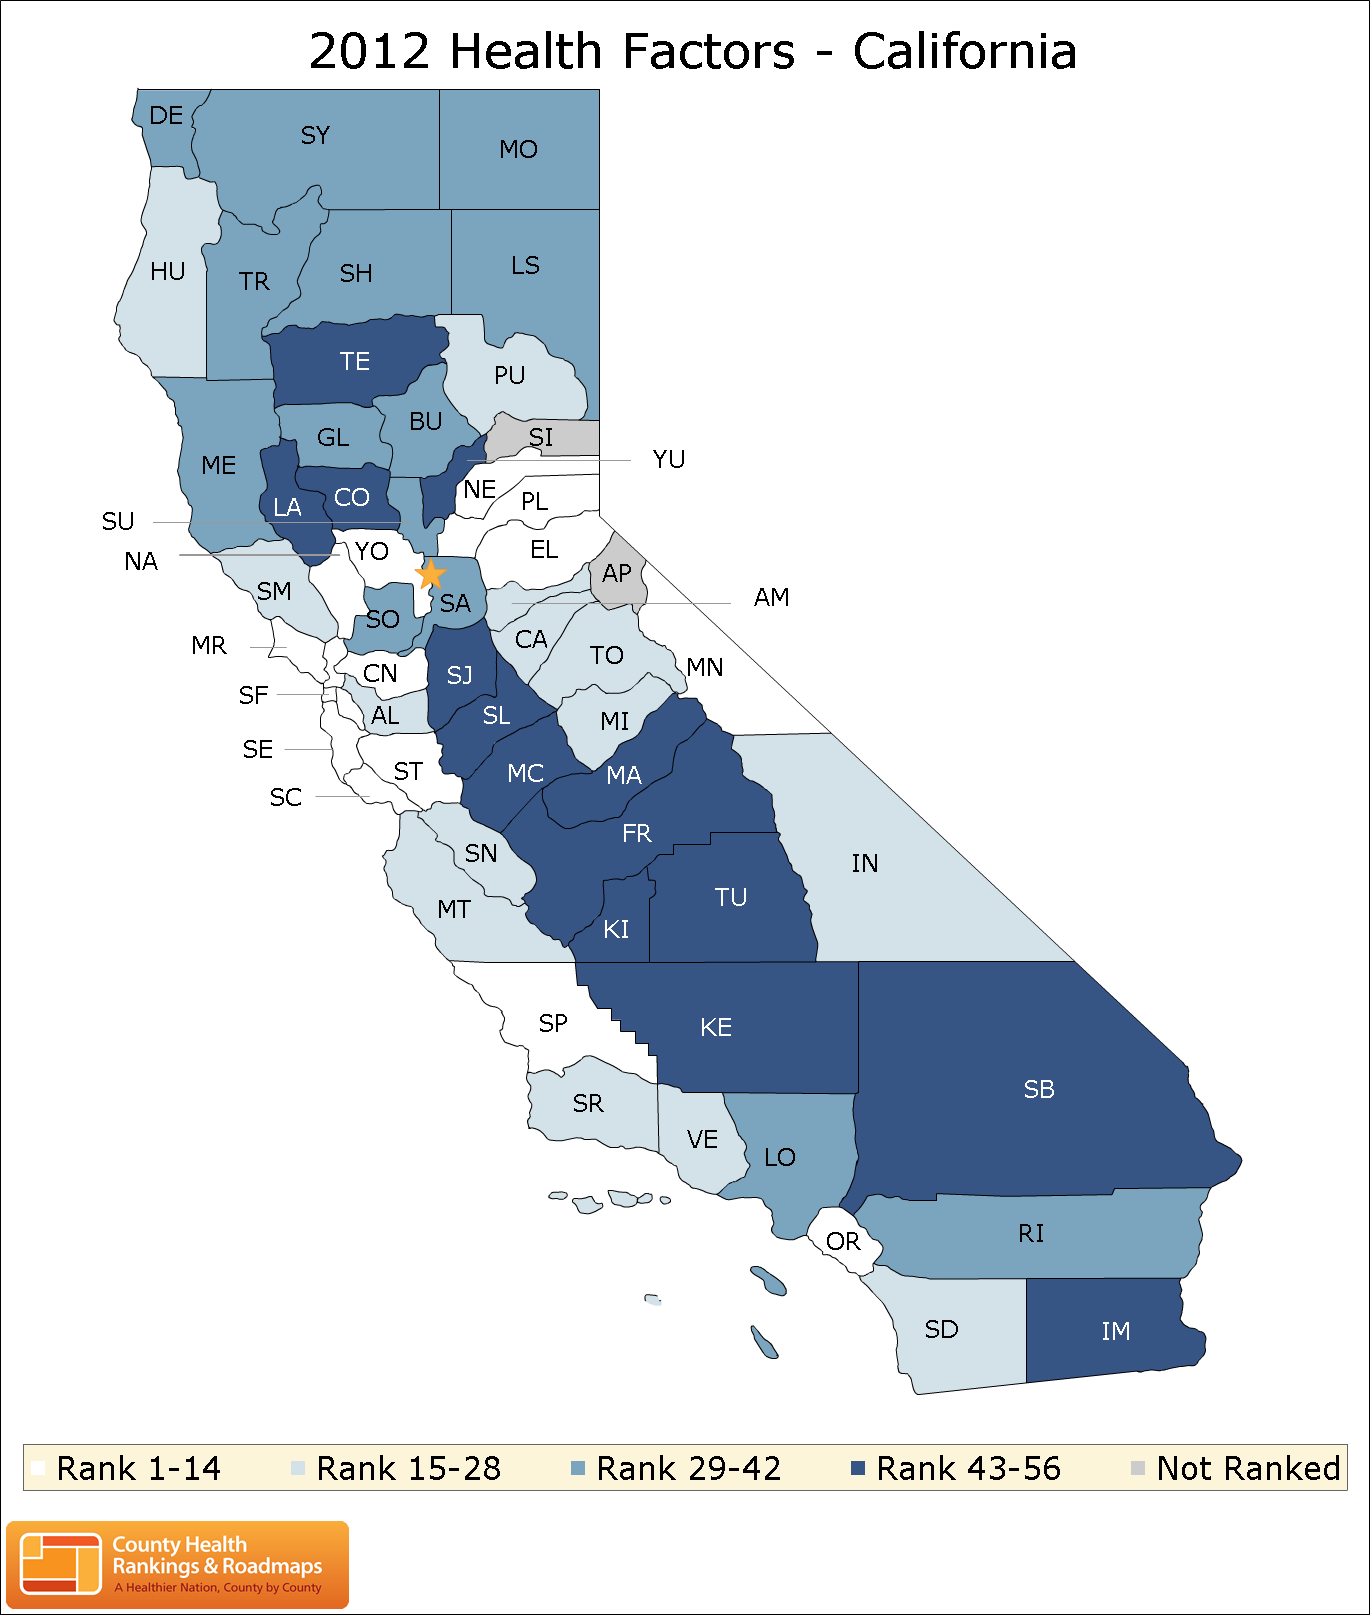 2012 Health Factors - California
DE
SY
MO
HU
TR
SH
LS
TE
PU
BU
GL
SI
ME
YU
NE
CO
PL
LA
SU
YO
EL
NA
AP
SM
AM
SA
SO
MR
CA
TO
CN
SJ
MN
SF
AL
SL
MI
SE
ST
MC
MA
SC
FR
SN
IN
TU
MT
KI
SP
KE
SB
SR
VE
LO
RI
OR
SD
IM
Rank 1-14 Rank 15-28 Rank 29-42 Rank 43-56 Not Ranked
County Health
Rankings & Roadmaps
A Healthier Nation, County by County